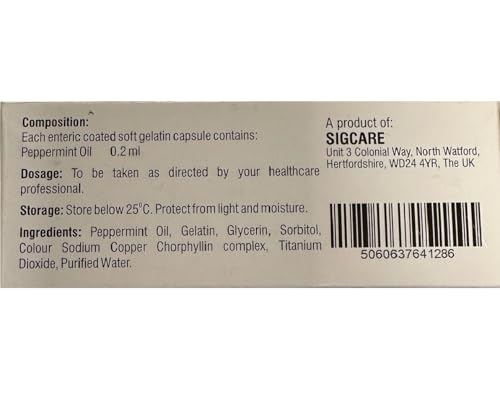 Composition:
Each enteric coated soft gelatin capsule contains:
Peppermint Oil 0.2 ml
Dosage: To be taken as directed by your healthcare
professional.
Storage: Store below 25°C. Protect from light and moisture.
Ingredients: Peppermint Oil, Gelatin, Glycerin, Sorbitol,
Colour Sodium Copper Chorphyllin complex, Titanium
Dioxide, Purified Water.
A product of:
SIGCARE
Unit 3 Colonial Way, North Watford,
Hertfordshire, WD24 4YR, The UK
5060637641286